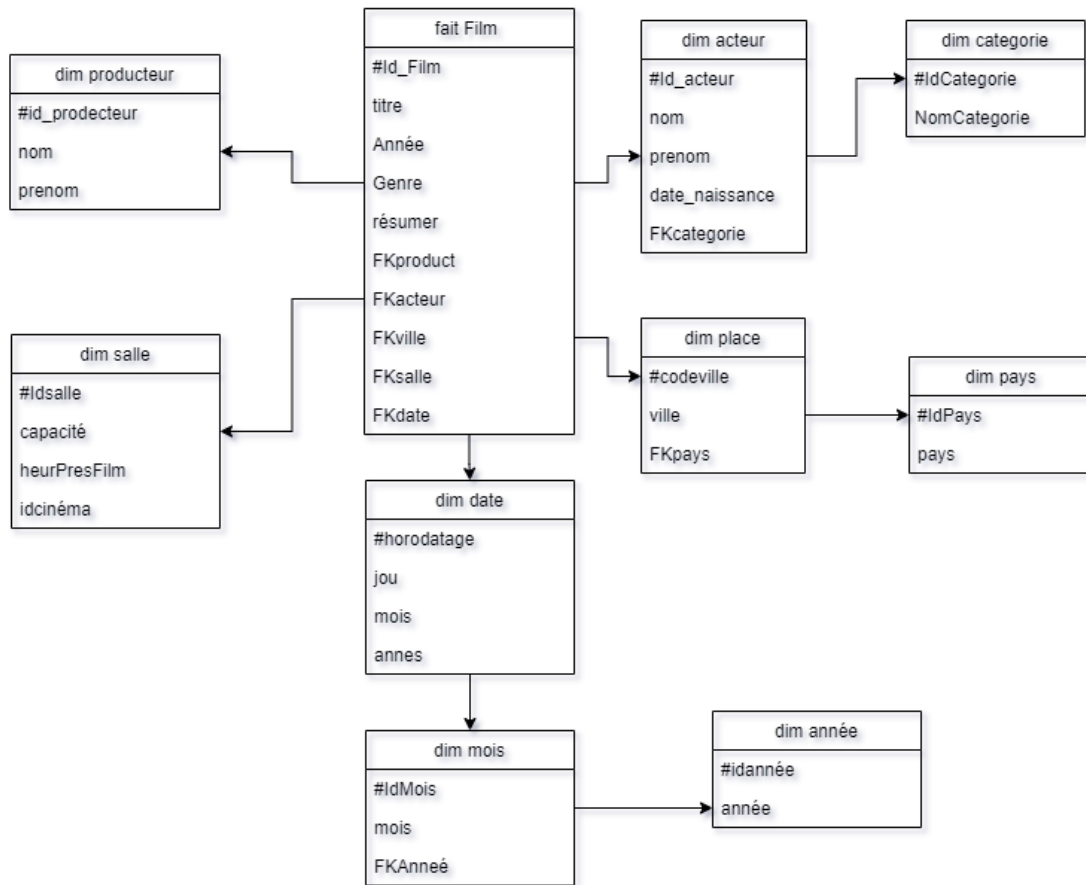 fait Film
#Id_Film
titre
Année
Genre
résumer
FKproduct
FKacteur
FKville
FKsalle
FKdate
dim producteur
#id_prodecteur
nom
prenom
dim acteur
#Id_acteur
nom
prenom
date_naissance
FKcategorie
dim categorie
#IdCategorie
NomCategorie
dim salle
#Idsalle
capacité
heurPresFilm
idcinéma
dim place
#codeville
ville
FKpays
dim pays
#IdPays
pays
dim date
#horodatage
jou
mois
annes
dim mois
#IdMois
mois
FKAnneé
dim année
#idannée
année